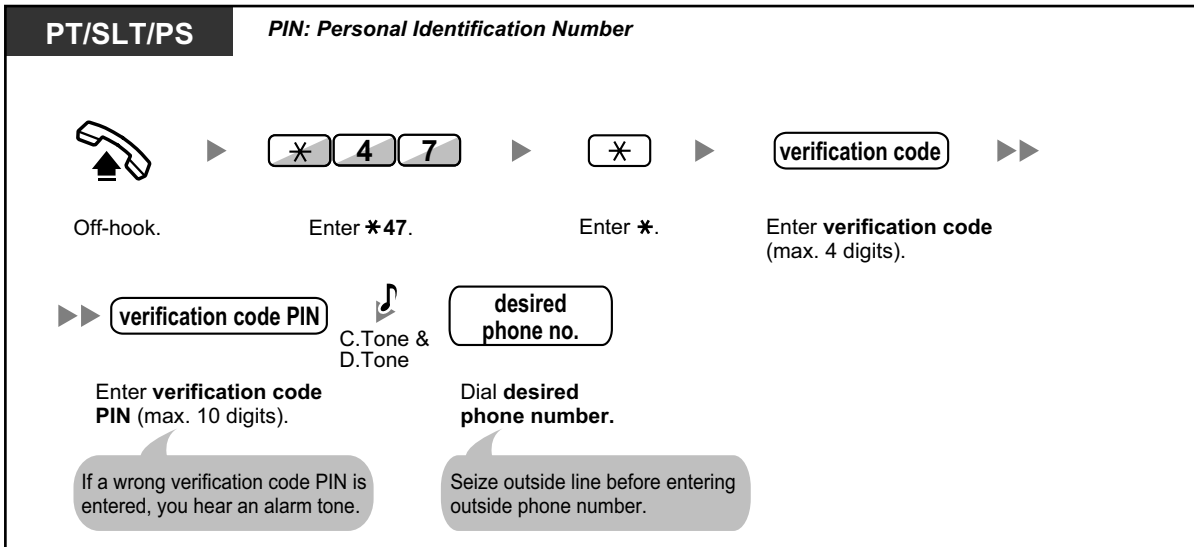 PT/SLT/PS
PIN: Personal Identification Number
* 4 7
*
verification code
Off-hook.
Enter *47.
Enter *.
Enter verification code
(max. 4 digits).
verification code PIN
C.Tone &
D.Tone
desired
phone no.
Enter verification code
PIN (max. 10 digits).
Dial desired
phone number.
If a wrong verification code PIN is
entered, you hear an alarm tone.
Seize outside line before entering
outside phone number.